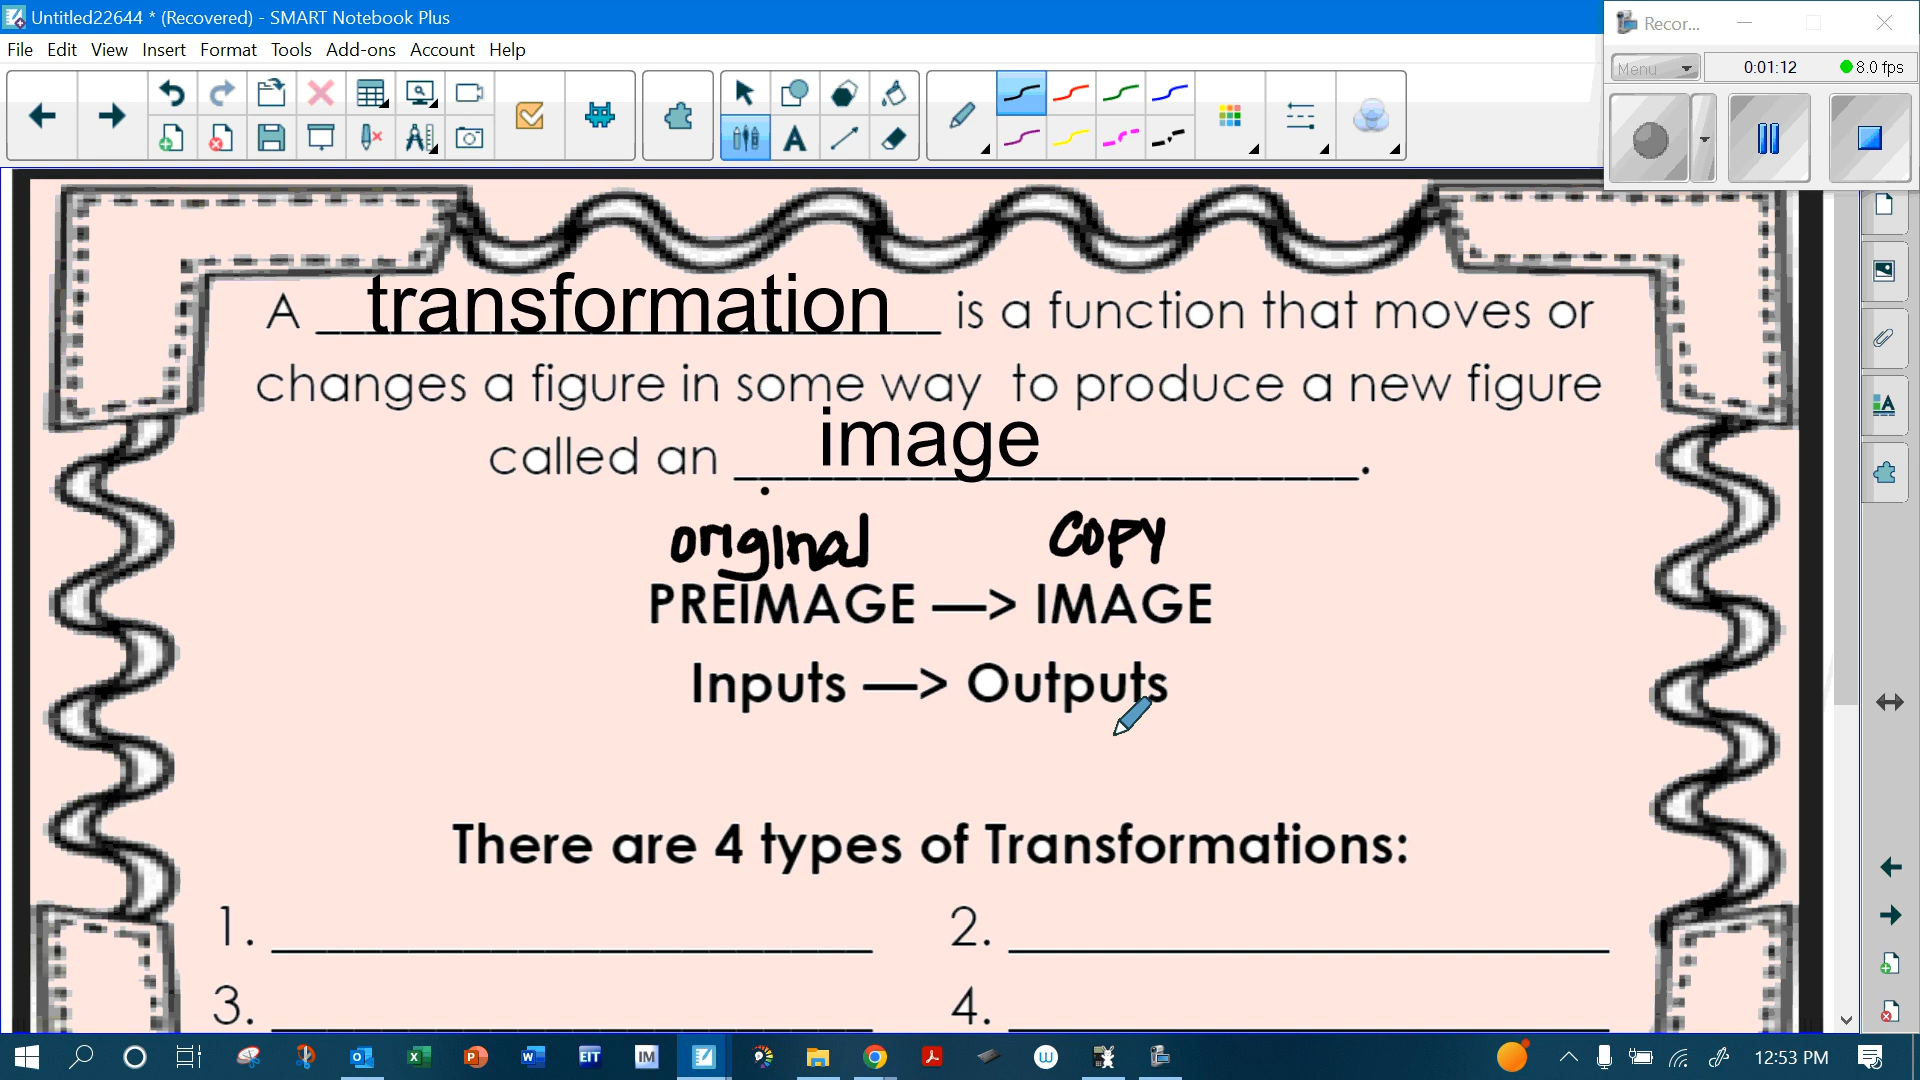 Untitled22644 * (Recovered) - SMART Notebook Plus
File Edit View Insert Format Tools Add-ons Account Help
Recor...
Menu 0:01:12 8.0 fps
A transformation is a function that moves or
changes a figure in some way to produce a new figure
called an image.
original copy
PREIMAGE —> IMAGE
Inputs —> Outputs
There are 4 types of Transformations:
1. 2.
3. 4.
EIT IM
12:53 PM